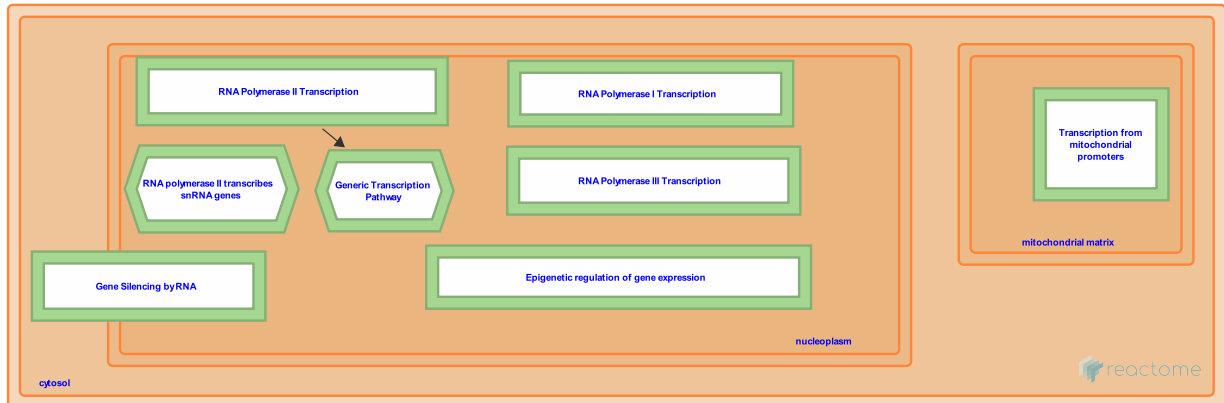 RNA Polymerase II Transcription
RNA Polymerase I Transcription
Transcription from
mitochondrial
promoters
RNA polymerase II transcribes
snRNA genes
Generic Transcription
Pathway
RNA Polymerase III Transcription
mitochondrial matrix
Gene Silencing by RNA
Epigenetic regulation of gene expression
nucleoplasm
cytosol
reactome